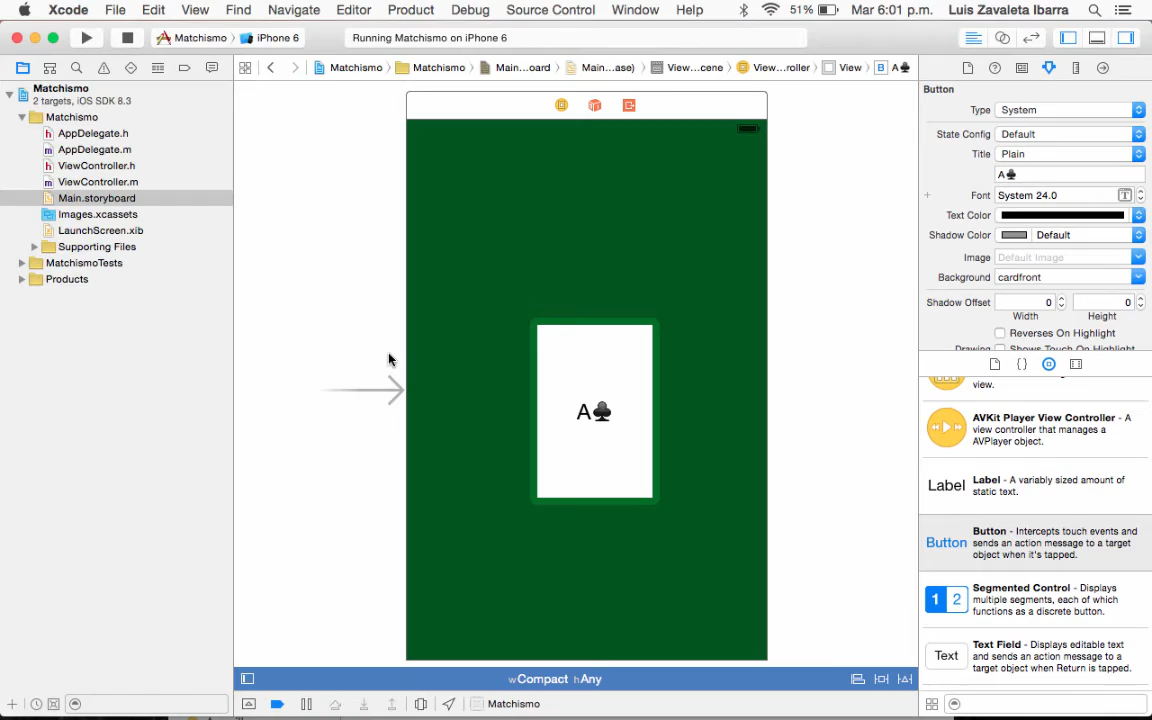 Xcode File Edit View Find Navigate Editor Product Debug Source Control Window Help 51% Mar 6:01 p.m. Luis Zavaleta Ibarra
Matchismo iPhone 6 Running Matchismo on iPhone 6
Matchismo Matchismo Main...oard Main...ase) View...cene View...roller View B A♣
Matchismo
2 targets, iOS SDK 8.3
Matchismo
h AppDelegate.h
m AppDelegate.m
h ViewController.h
m ViewController.m
Main.storyboard
Images.xcassets
LaunchScreen.xib
Supporting Files
MatchismoTests
Products
A♣
wCompact hAny
Matchismo
Button
Type System
State Config Default
Title Plain
A♣
Font System 24.0 T
Text Color
Shadow Color Default
Image Default Image
Background cardfront
Shadow Offset 0 0
Width Height
Reverses On Highlight
Drawing Shows Touch On Highlight
view.
AVKit Player View Controller - A
view controller that manages a
AVPlayer object.
Label Label - A variably sized amount of
static text.
Button Button - Intercepts touch events and
sends an action message to a target
object when it's tapped.
1 2 Segmented Control - Displays
multiple segments, each of which
functions as a discrete button.
Text Text Field - Displays editable text
and sends an action message to a
target object when Return is tapped.